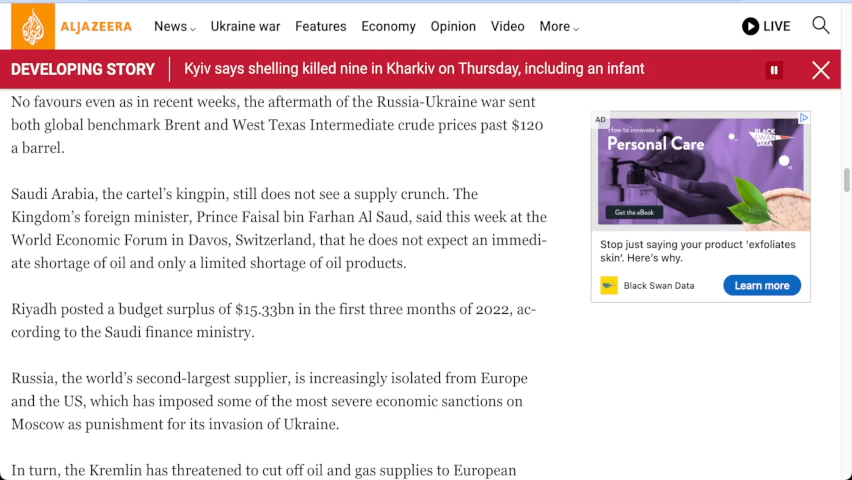 ALJAZEERA
News
Ukraine war
Features
Economy
Opinion
Video
More
LIVE
DEVELOPING STORY
Kyiv says shelling killed nine in Kharkiv on Thursday, including an infant
No favours even as in recent weeks, the aftermath of the Russia-Ukraine war sent
both global benchmark Brent and West Texas Intermediate crude prices past $120
a barrel.
Saudi Arabia, the cartel's kingpin, still does not see a supply crunch. The
Kingdom's foreign minister, Prince Faisal bin Farhan Al Saud, said this week at the
World Economic Forum in Davos, Switzerland, that he does not expect an immedi-
ate shortage of oil and only a limited shortage of oil products.
Riyadh posted a budget surplus of $15.33bn in the first three months of 2022, ac-
cording to the Saudi finance ministry.
Russia, the world's second-largest supplier, is increasingly isolated from Europe
and the US, which has imposed some of the most severe economic sanctions on
Moscow as punishment for its invasion of Ukraine.
In turn, the Kremlin has threatened to cut off oil and gas supplies to European
AD
How to innovate in
Personal Care
BLACK
SWAN
DATA
Get the eBook
Stop just saying your product 'exfoliates
skin'. Here's why.
Black Swan Data
Learn more